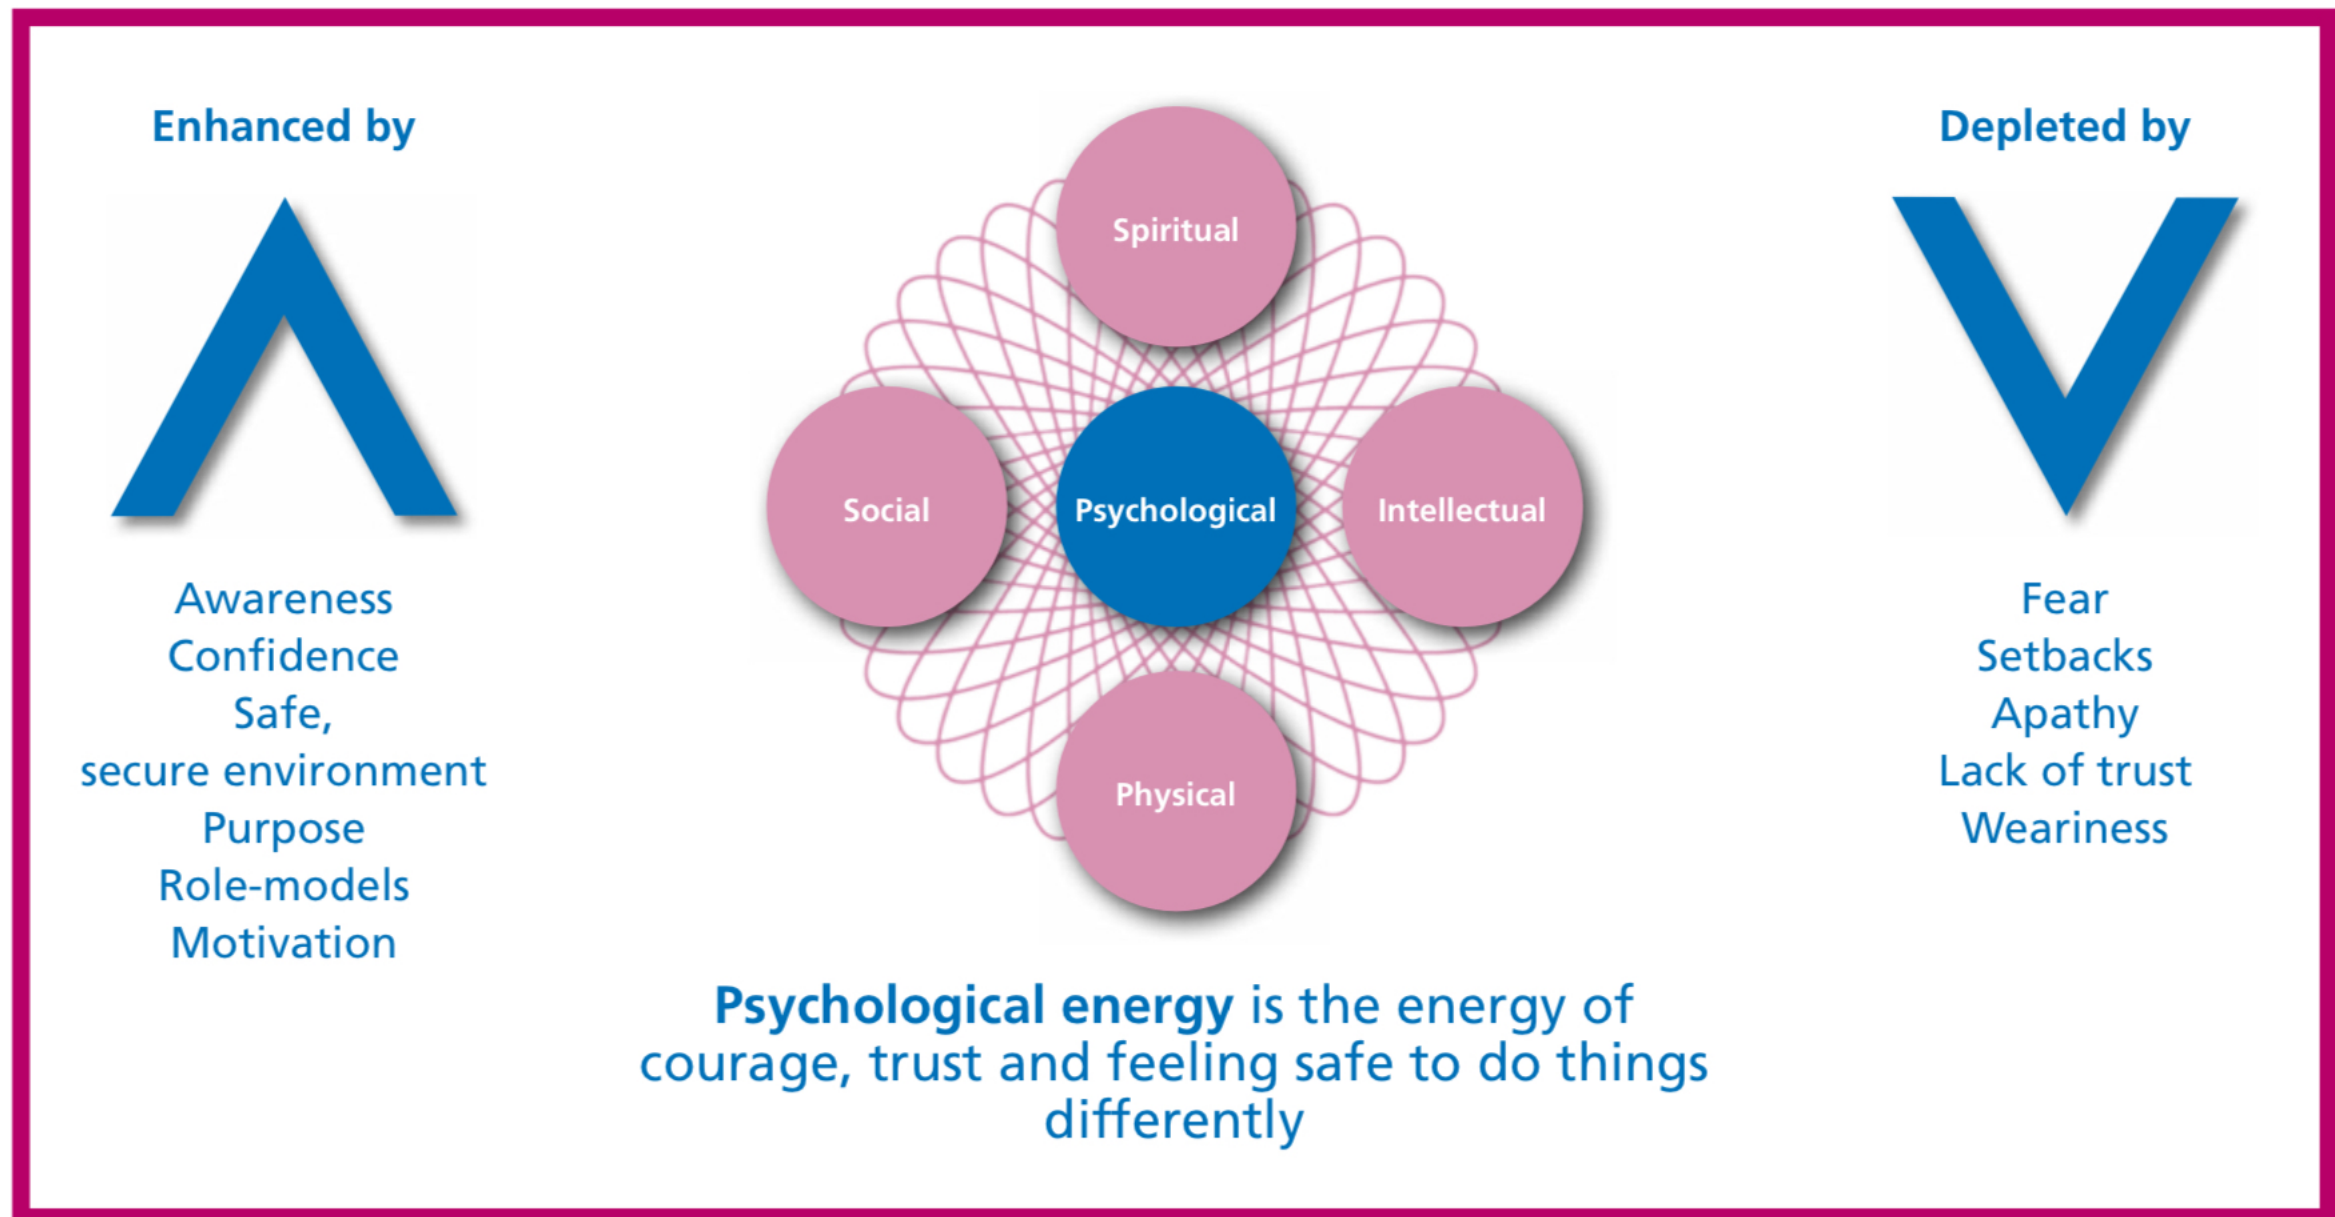 Enhanced by
Awareness
Confidence
Safe,
secure environment
Purpose
Role-models
Motivation
Spiritual
Social
Psychological
Intellectual
Physical
Psychological energy is the energy of
courage, trust and feeling safe to do things
differently
Depleted by
Fear
Setbacks
Apathy
Lack of trust
Weariness